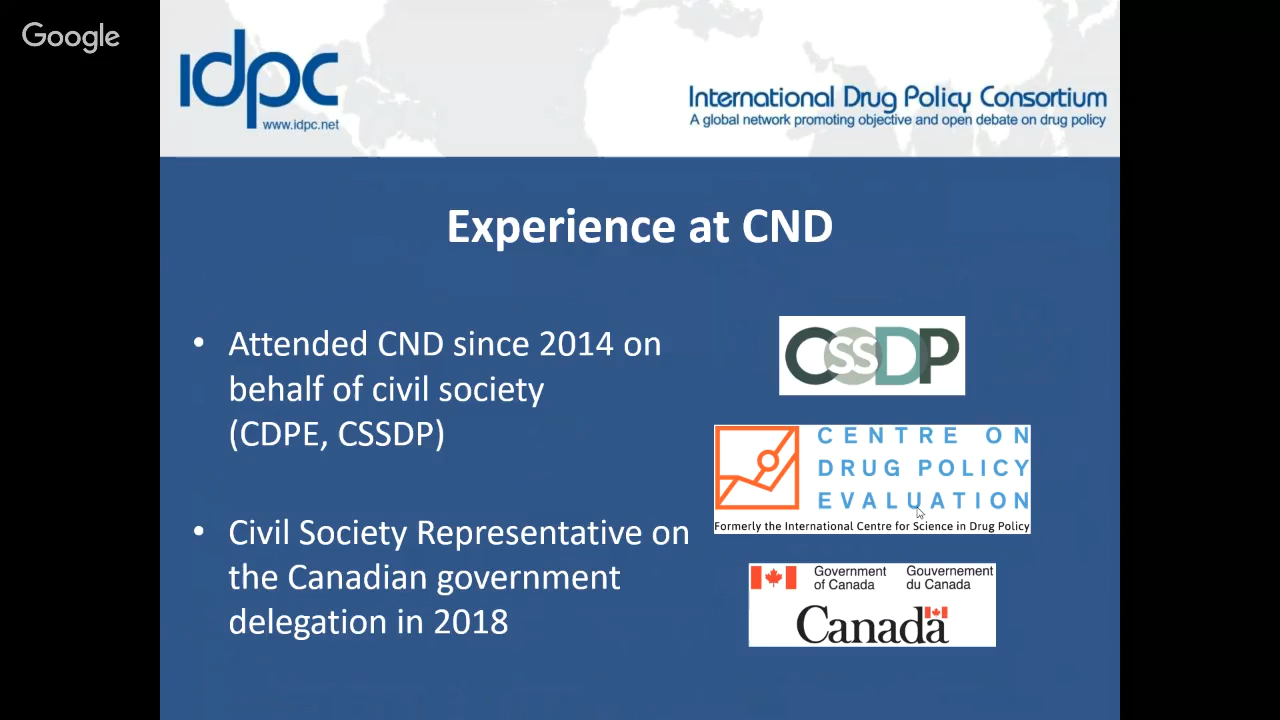 Google
idpc
www.idpc.net
International Drug Policy Consortium
A global network promoting objective and open debate on drug policy
Experience at CND
• Attended CND since 2014 on
behalf of civil society
(CDPE, CSSDP)
• Civil Society Representative on
the Canadian government
delegation in 2018
CSSDP
CENTRE ON
DRUG POLICY
EVALUATION
Formerly the International Centre for Science in Drug Policy
Government Gouvernement
of Canada du Canada
Canada